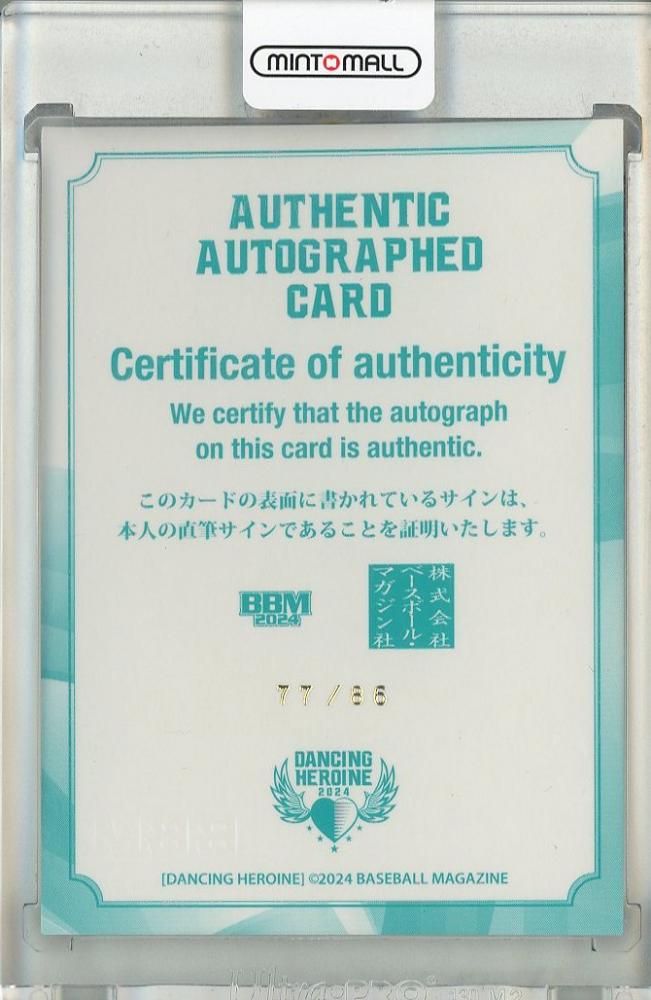 MINTMALL
AUTHENTIC
AUTOGRAPHED
CARD
Certificate of authenticity
We certify that the autograph
on this card is authentic.
このカードの表面に書かれているサインは、
本人の直筆サインであることを証明いたします。
BBM
2024
株式会社
ベースボール・
マガジン社
77/86
DANCING
HEROINE
2024
[DANCING HEROINE] ©2024 BASEBALL MAGAZINE